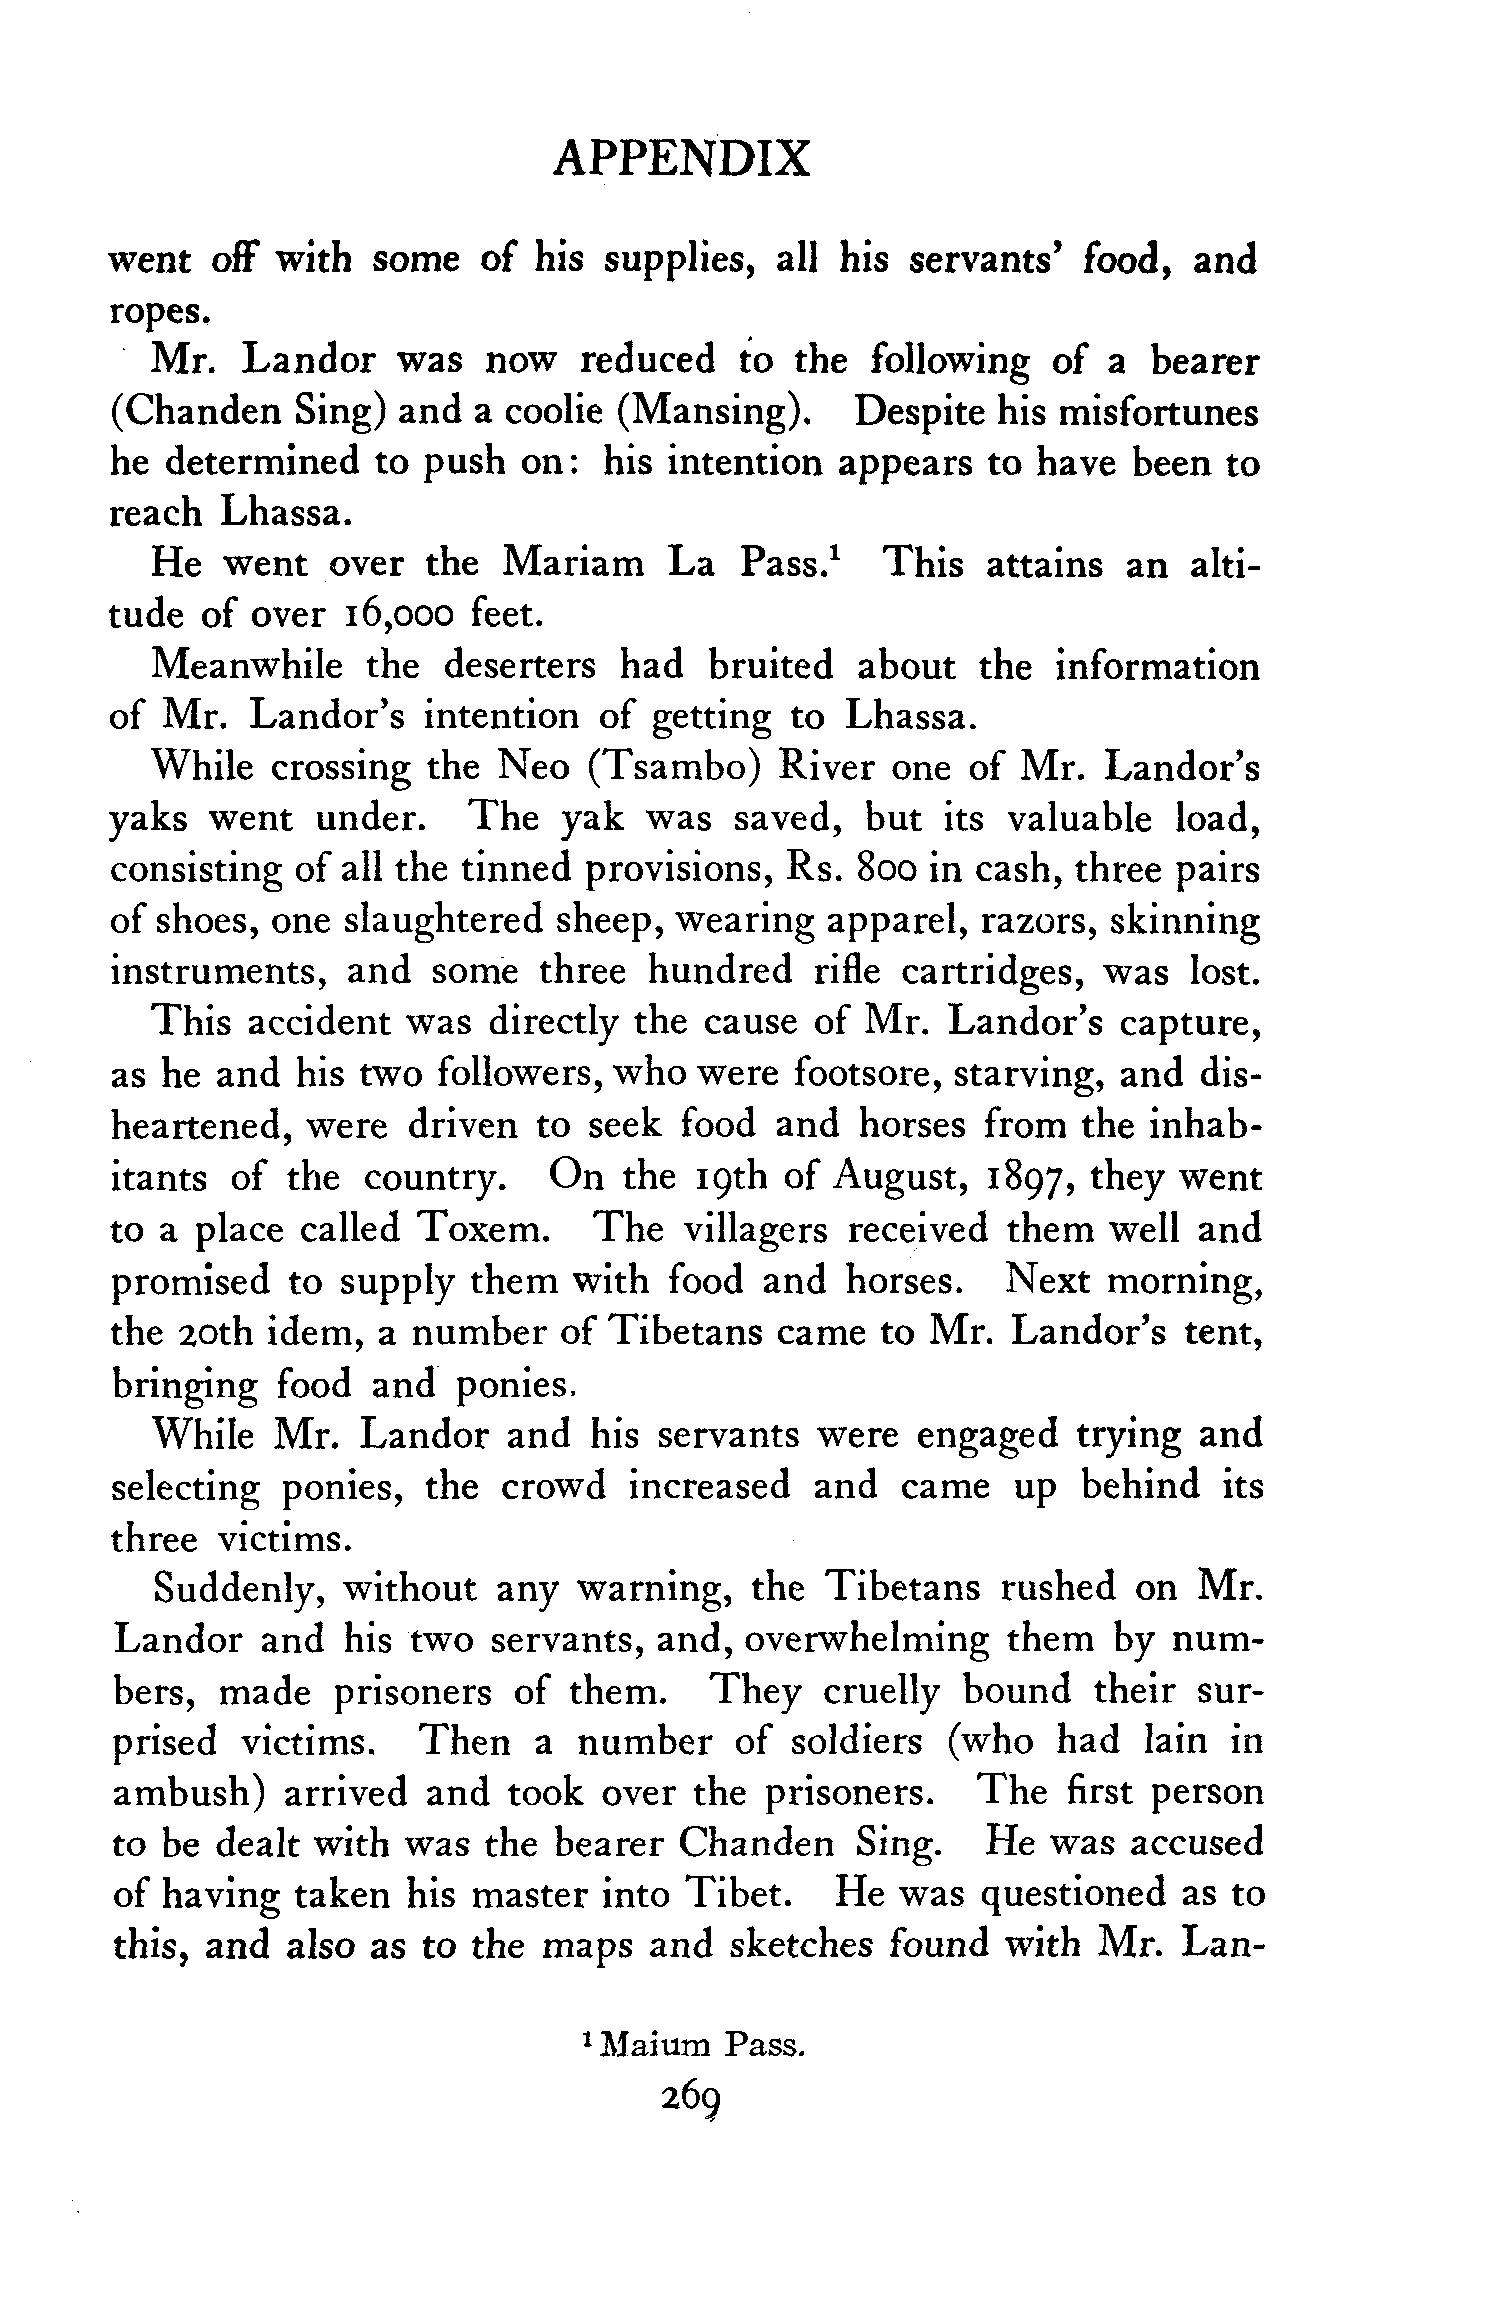 APPENDIX
went off with some of his supplies, all his servants' food, and
ropes.
Mr. Landor was now reduced to the following of a bearer
(Chanden Sing) and a coolie (Mansing). Despite his misfortunes
he determined to push on: his intention appears to have been to
reach Lhassa.
He went over the Mariam La Pass.¹ This attains an alti-
tude of over 16,000 feet.
Meanwhile the deserters had bruited about the information
of Mr. Landor's intention of getting to Lhassa.
While crossing the Neo (Tsambo) River one of Mr. Landor's
yaks went under. The yak was saved, but its valuable load,
consisting of all the tinned provisions, Rs. 800 in cash, three pairs
of shoes, one slaughtered sheep, wearing apparel, razors, skinning
instruments, and some three hundred rifle cartridges, was lost.
This accident was directly the cause of Mr. Landor's capture,
as he and his two followers, who were footsore, starving, and dis-
heartened, were driven to seek food and horses from the inhab-
itants of the country. On the 19th of August, 1897, they went
to a place called Toxem. The villagers received them well and
promised to supply them with food and horses. Next morning,
the 20th idem, a number of Tibetans came to Mr. Landor's tent,
bringing food and ponies.
While Mr. Landor and his servants were engaged trying and
selecting ponies, the crowd increased and came up behind its
three victims.
Suddenly, without any warning, the Tibetans rushed on Mr.
Landor and his two servants, and, overwhelming them by num-
bers, made prisoners of them. They cruelly bound their sur-
prised victims. Then a number of soldiers (who had lain in
ambush) arrived and took over the prisoners. The first person
to be dealt with was the bearer Chanden Sing. He was accused
of having taken his master into Tibet. He was questioned as to
this, and also as to the maps and sketches found with Mr. Lan-
¹ Maium Pass.
269